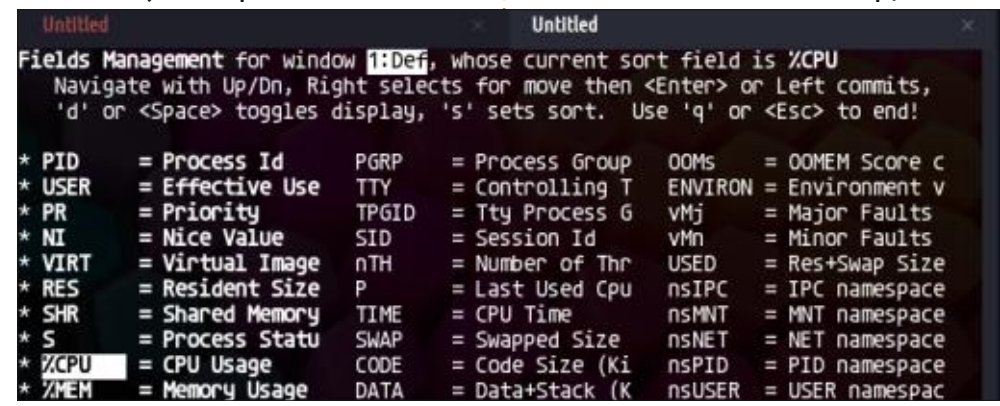 Untitled × Untitled ×
Fields Management for window 1:Def, whose current sort field is %CPU
Navigate with Up/Dn, Right selects for move then <Enter> or Left commits,
'd' or <Space> toggles display, 's' sets sort. Use 'q' or <Esc> to end!
* PID = Process Id PGRP = Process Group OOMs = OOMEM Score c
* USER = Effective Use TTY = Controlling T ENVIRON = Environment v
* PR = Priority TPGID = Tty Process G vMj = Major Faults
* NI = Nice Value SID = Session Id vMn = Minor Faults
* VIRT = Virtual Image nTH = Number of Thr USED = Res+Swap Size
* RES = Resident Size P = Last Used Cpu nsIPC = IPC namespace
* SHR = Shared Memory TIME = CPU Time nsMNT = MNT namespace
* S = Process Statu SWAP = Swapped Size nsNET = NET namespace
* %CPU = CPU Usage CODE = Code Size (Ki nsPID = PID namespace
* %MEM = Memory Usage DATA = Data+Stack (K nsUSER = USER namespac